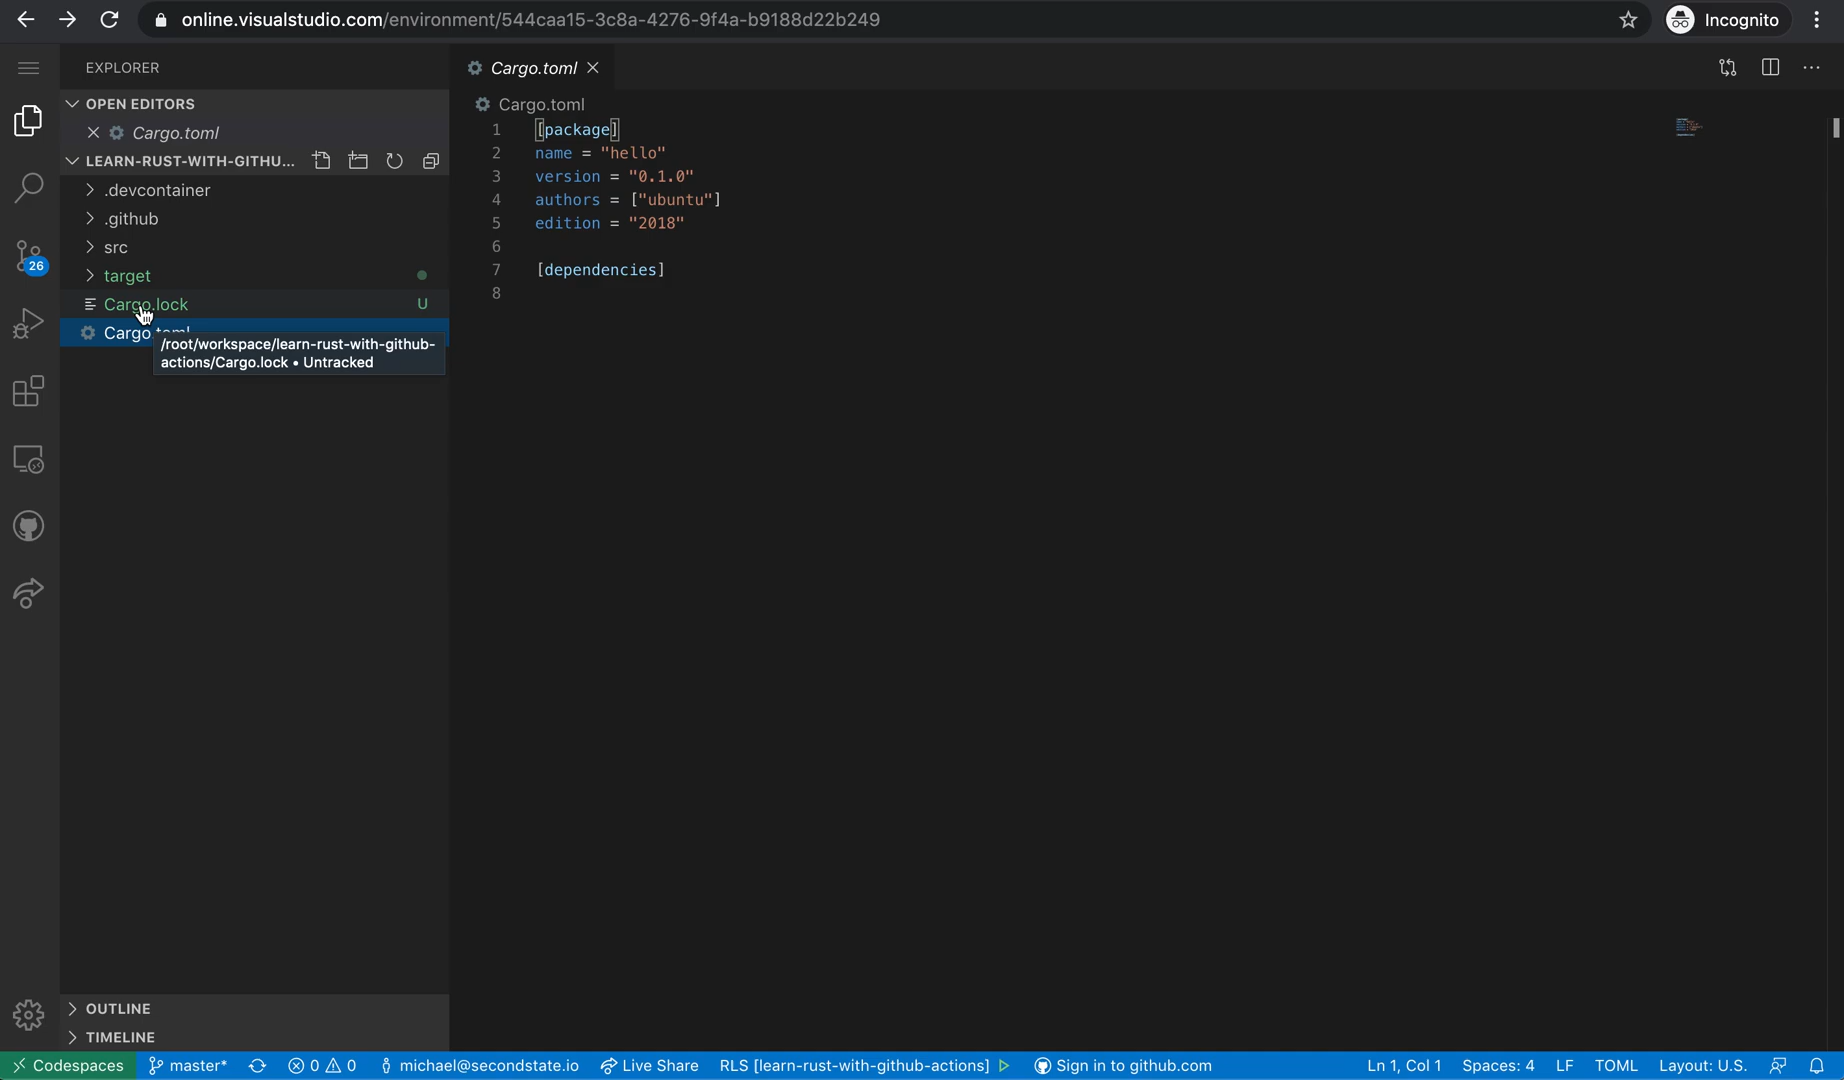 online.visualstudio.com/environment/544caa15-3c8a-4276-9f4a-b9188d22b249
Incognito
EXPLORER
Cargo.toml
OPEN EDITORS
Cargo.toml
Cargo.toml
LEARN-RUST-WITH-GITHU...
1 [package]
2 name = "hello"
3 version = "0.1.0"
4 authors = ["ubuntu"]
5 edition = "2018"
6
7 [dependencies]
8
.devcontainer
.github
src
26
target
Cargo.lock U
Cargo.toml
/root/workspace/learn-rust-with-github-
actions/Cargo.lock • Untracked
OUTLINE
TIMELINE
Codespaces master* 0 0 michael@secondstate.io Live Share RLS [learn-rust-with-github-actions] Sign in to github.com Ln 1, Col 1 Spaces: 4 LF TOML Layout: U.S.